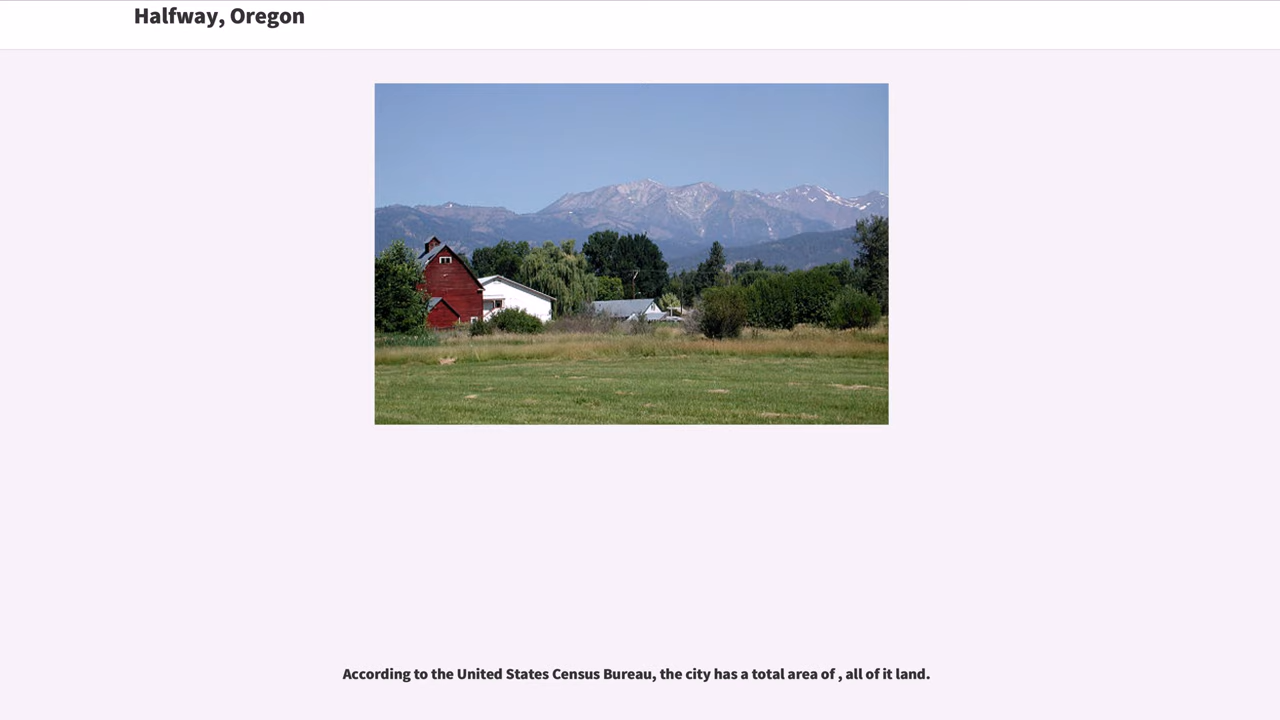 Halfway, Oregon
According to the United States Census Bureau, the city has a total area of , all of it land.